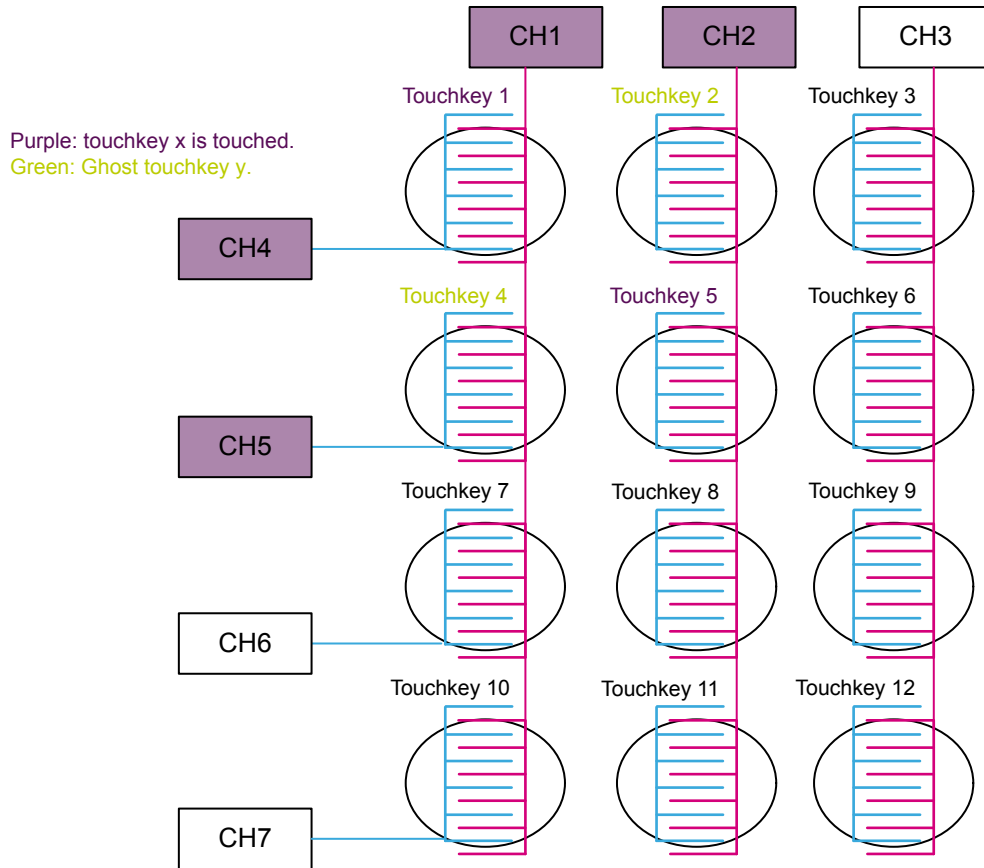 CH1
CH2
CH3
Touchkey 1
Touchkey 2
Touchkey 3
Purple: touchkey x is touched.
Green: Ghost touchkey y.
CH4
Touchkey 4
Touchkey 5
Touchkey 6
CH5
Touchkey 7
Touchkey 8
Touchkey 9
CH6
Touchkey 10
Touchkey 11
Touchkey 12
CH7